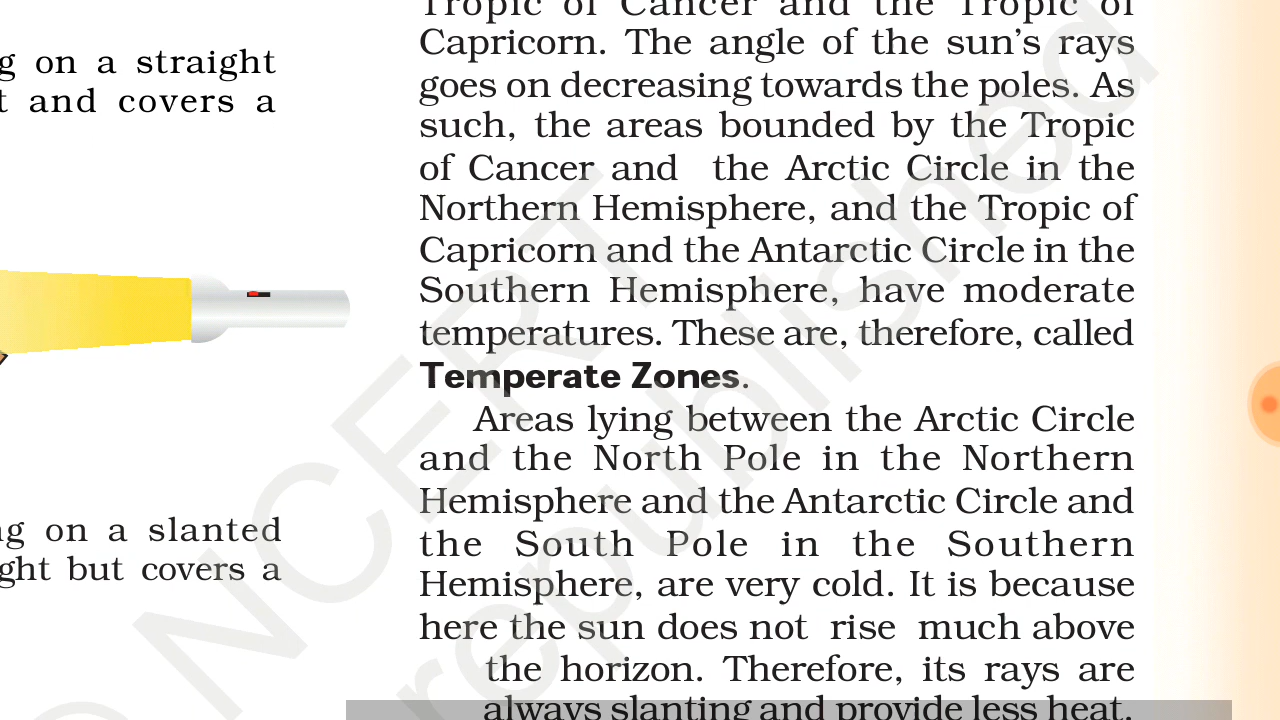 g on a straight
t and covers a
ng on a slanted
ght but covers a
Tropic of Cancer and the Tropic of
Capricorn. The angle of the sun's rays
goes on decreasing towards the poles. As
such, the areas bounded by the Tropic
of Cancer and the Arctic Circle in the
Northern Hemisphere, and the Tropic of
Capricorn and the Antarctic Circle in the
Southern Hemisphere, have moderate
temperatures. These are, therefore, called
Temperate Zones.
Areas lying between the Arctic Circle
and the North Pole in the Northern
Hemisphere and the Antarctic Circle and
the South Pole in the Southern
Hemisphere, are very cold. It is because
here the sun does not rise much above
the horizon. Therefore, its rays are
always slanting and provide less heat.
NCERT
republished